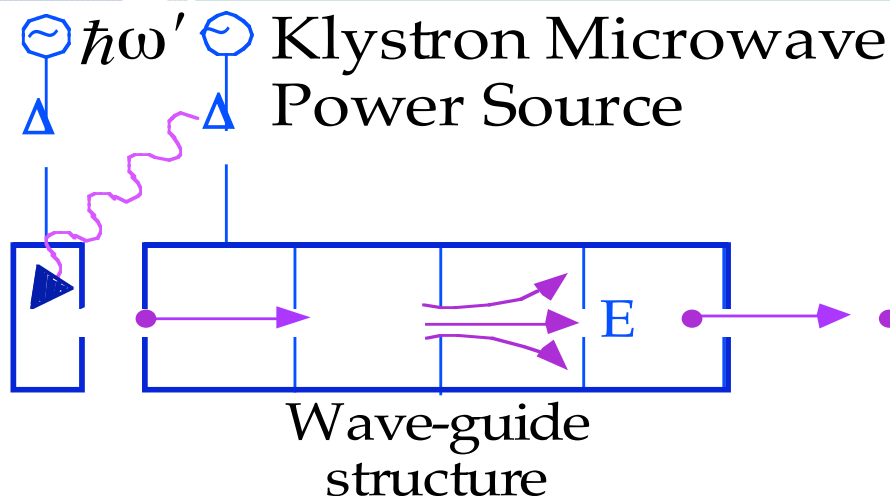 ħω′ Klystron Microwave
Power Source
E
Wave-guide
structure